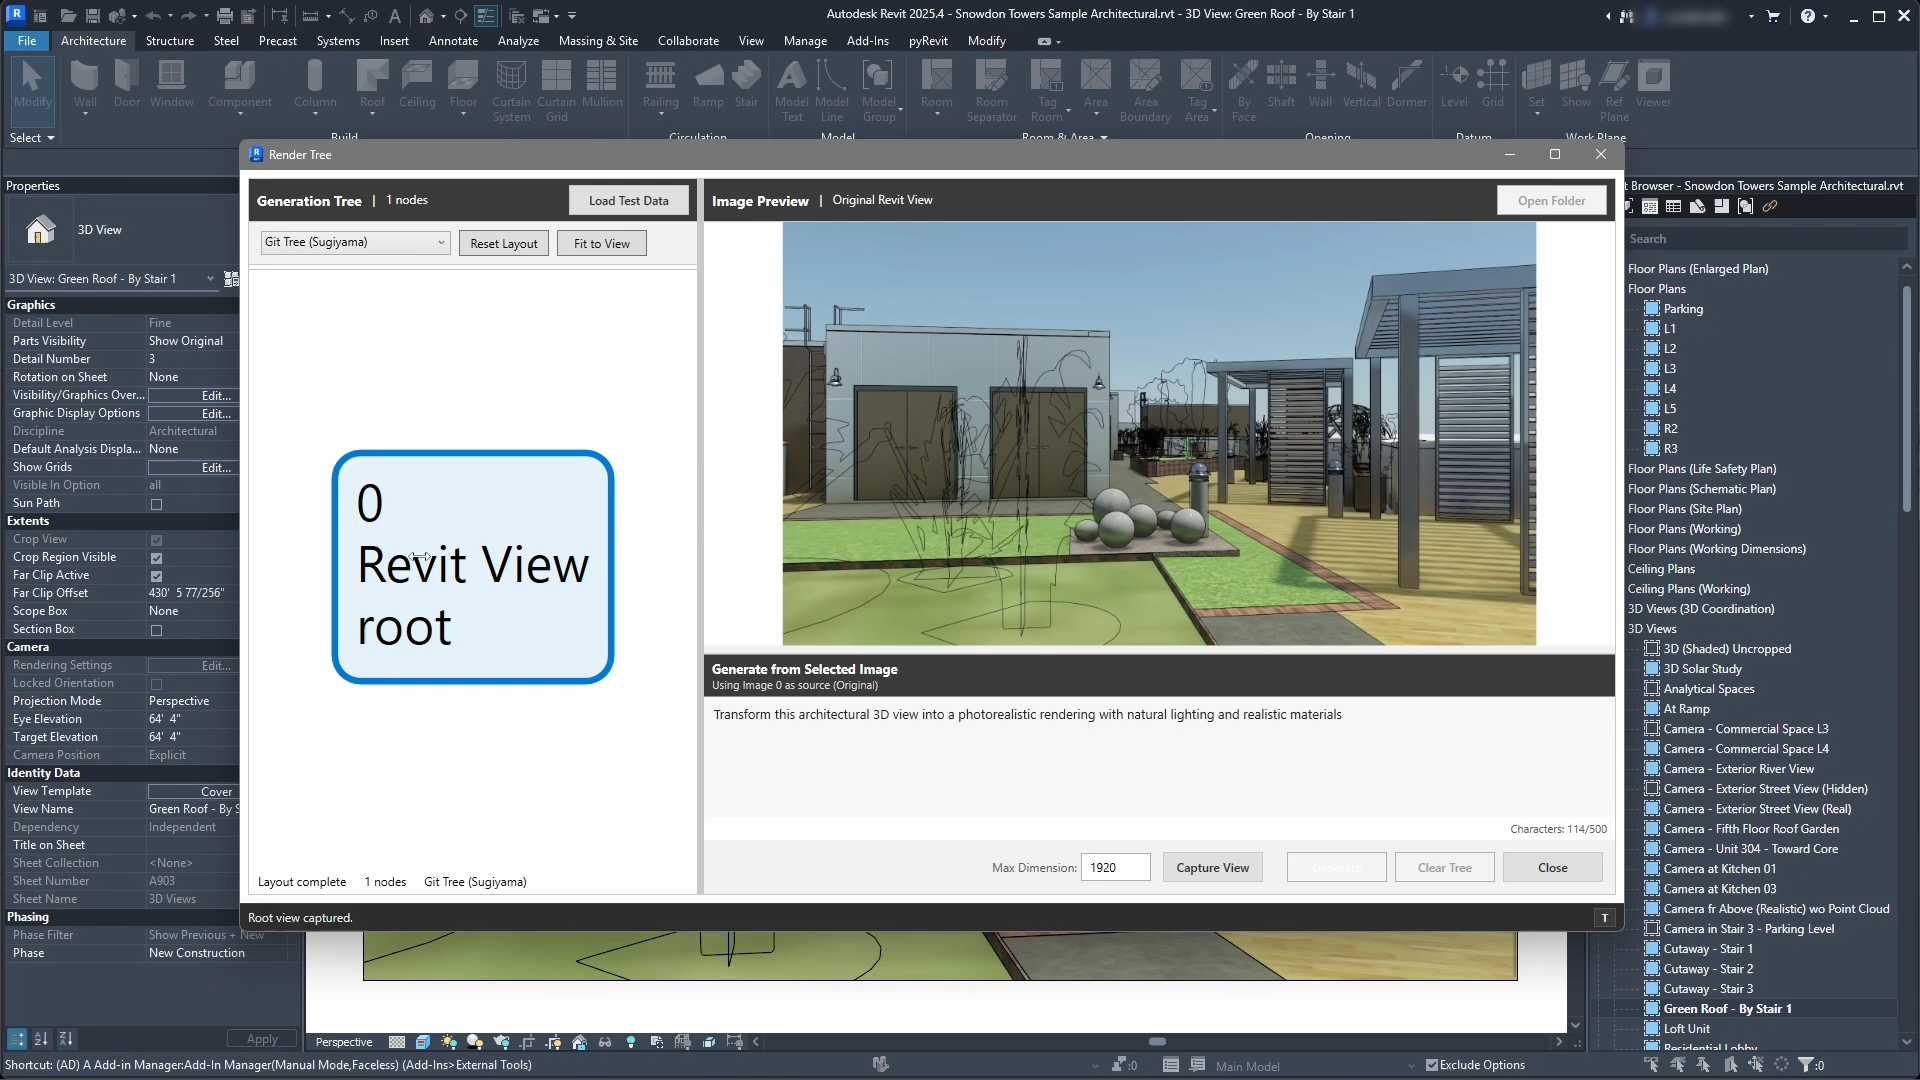 Autodesk Revit 2025.4 - Snowdon Towers Sample Architectural.rvt - 3D View: Green Roof - By Stair 1
File Architecture Structure Steel Precast Systems Insert Annotate Analyze Massing & Site Collaborate View Manage Add-Ins pyRevit Modify
Modify Wall Door Window Component Column Roof Ceiling Floor Curtain System Curtain Grid Mullion Railing Ramp Stair Model Text Model Line Model Group Room Room Separator Tag Room Area Area Boundary Tag Area By Face Shaft Wall Vertical Dormer Level Grid Set Show Ref Plane Viewer
Select Build Circulation Model Room & Area Opening Datum Work Plane
Render Tree
Properties
3D View
3D View: Green Roof - By Stair 1
Graphics
Detail Level Fine
Parts Visibility Show Original
Detail Number 3
Rotation on Sheet None
Visibility/Graphics Over... Edit...
Graphic Display Options Edit...
Discipline Architectural
Default Analysis Displa... None
Show Grids Edit...
Visible In Option all
Sun Path
Extents
Crop View
Crop Region Visible
Far Clip Active
Far Clip Offset 430' 5 77/256"
Scope Box None
Section Box
Camera
Rendering Settings Edit...
Locked Orientation
Projection Mode Perspective
Eye Elevation 64' 4"
Target Elevation 64' 4"
Camera Position Explicit
Identity Data
View Template Cover
View Name Green Roof - By S
Dependency Independent
Title on Sheet
Sheet Collection <None>
Sheet Number A903
Sheet Name 3D Views
Phasing
Phase Filter Show Previous + New
Phase New Construction
Apply
Generation Tree | 1 nodes
Load Test Data
Git Tree (Sugiyama)
Reset Layout
Fit to View
0
Revit View
root
Layout complete 1 nodes Git Tree (Sugiyama)
Image Preview | Original Revit View
Open Folder
Generate from Selected Image
Using Image 0 as source (Original)
Transform this architectural 3D view into a photorealistic rendering with natural lighting and realistic materials
Characters: 114/500
Max Dimension: 1920 Capture View Generate Clear Tree Close
Root view captured.
T
t Browser - Snowdon Towers Sample Architectural.rvt
Search
Floor Plans (Enlarged Plan)
Floor Plans
Parking
L1
L2
L3
L4
L5
R2
R3
Floor Plans (Life Safety Plan)
Floor Plans (Schematic Plan)
Floor Plans (Site Plan)
Floor Plans (Working)
Floor Plans (Working Dimensions)
Ceiling Plans
Ceiling Plans (Working)
3D Views (3D Coordination)
3D Views
3D (Shaded) Uncropped
3D Solar Study
Analytical Spaces
At Ramp
Camera - Commercial Space L3
Camera - Commercial Space L4
Camera - Exterior River View
Camera - Exterior Street View (Hidden)
Camera - Exterior Street View (Real)
Camera - Fifth Floor Roof Garden
Camera - Unit 304 - Toward Core
Camera at Kitchen 01
Camera at Kitchen 03
Camera fr Above (Realistic) wo Point Cloud
Camera in Stair 3 - Parking Level
Cutaway - Stair 1
Cutaway - Stair 2
Cutaway - Stair 3
Green Roof - By Stair 1
Loft Unit
Residential Lobby
Perspective
Shortcut: (AD) A Add-in Manager:Add-In Manager(Manual Mode,Faceless) (Add-Ins>External Tools)
:0
Main Model
Exclude Options
:0